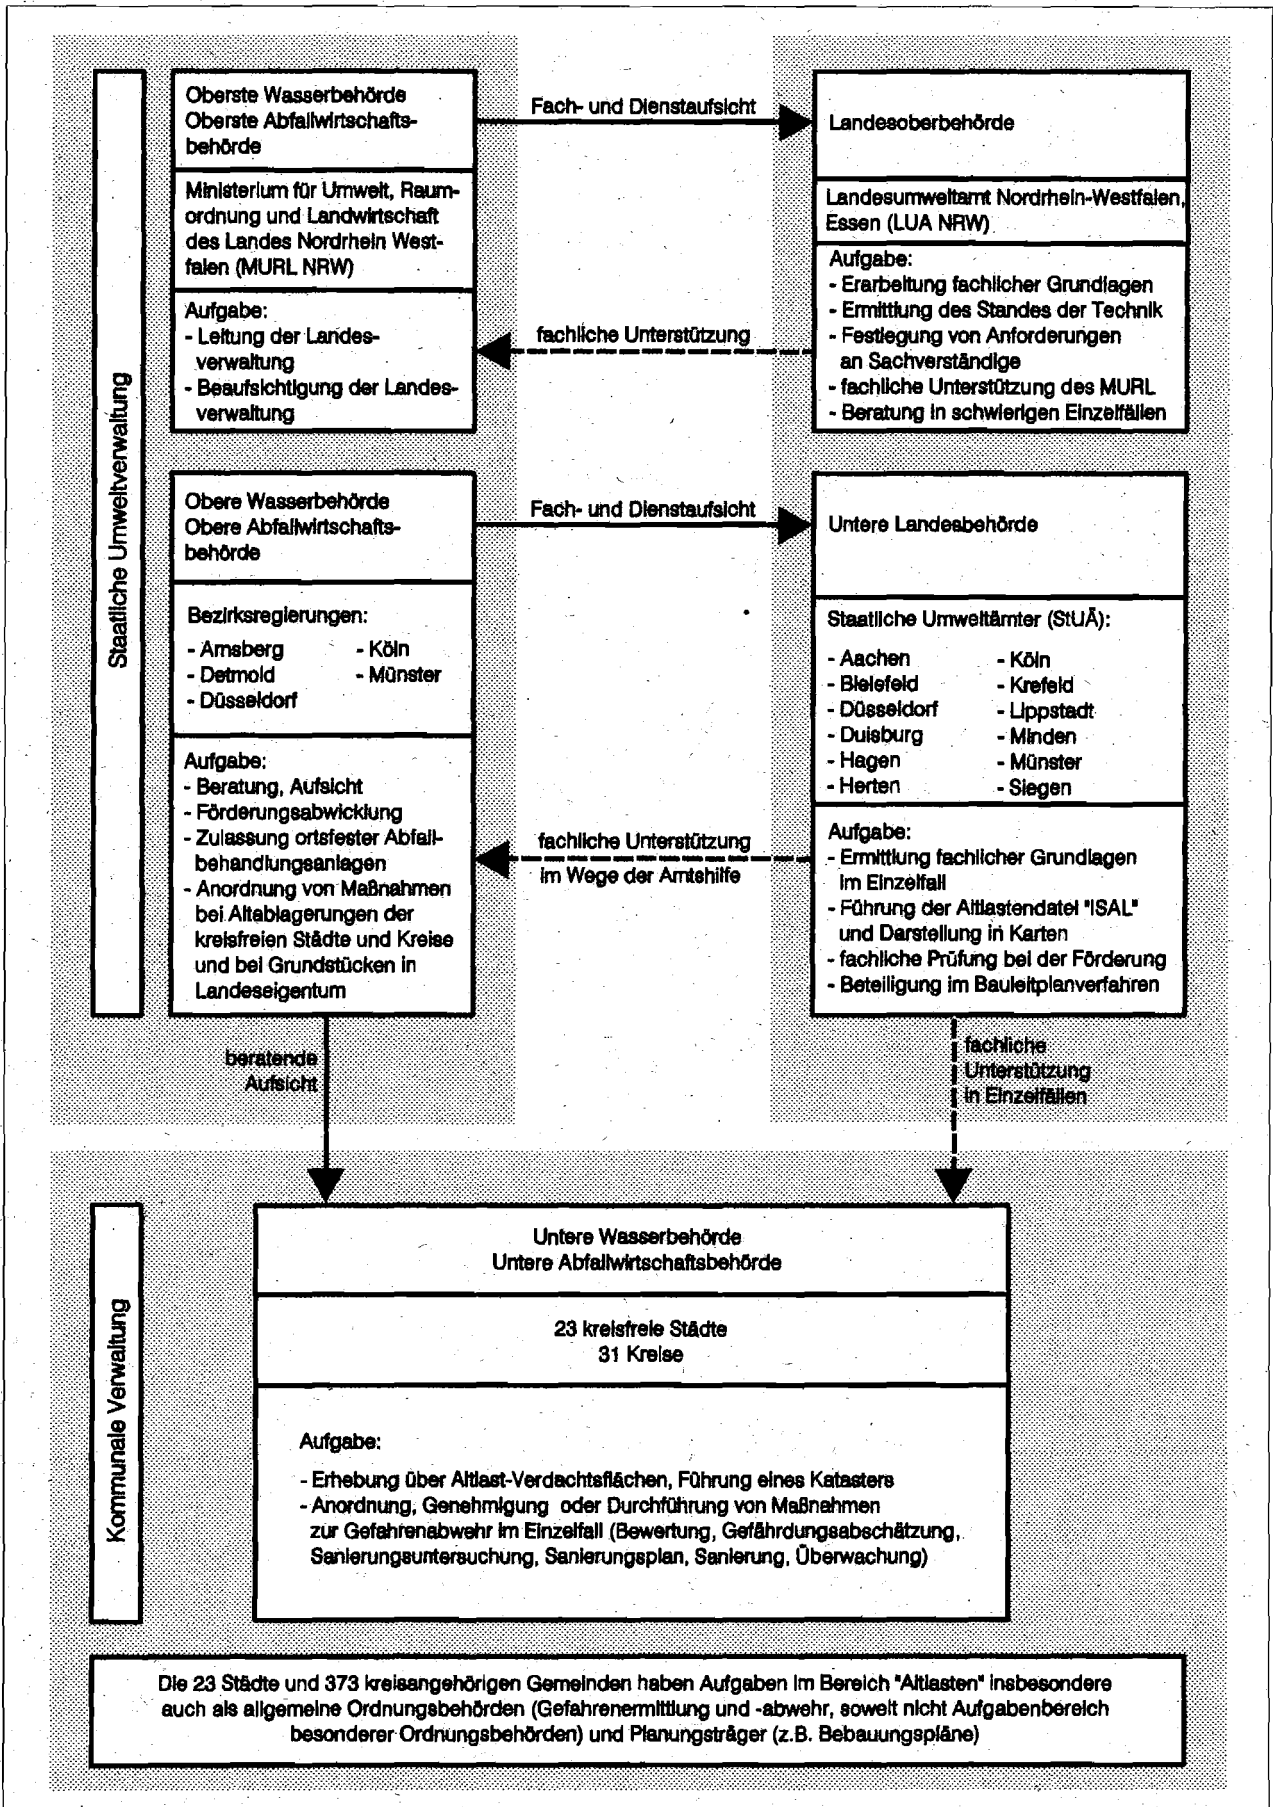 Staatliche Umweltverwaltung
Oberste Wasserbehörde
Oberste Abfallwirtschafts-
behörde
Ministerium für Umwelt, Raum-
ordnung und Landwirtschaft
des Landes Nordrhein West-
falen (MURL NRW)
Aufgabe:
- Leitung der Landes-
verwaltung
- Beaufsichtigung der Landes-
verwaltung
Fach- und Dienstaufsicht
fachliche Unterstützung
Landesoberbehörde
Landesumweltamt Nordrhein-Westfalen,
Essen (LUA NRW)
Aufgabe:
- Erarbeitung fachlicher Grundlagen
- Ermittlung des Standes der Technik
- Festlegung von Anforderungen
an Sachverständige
- fachliche Unterstützung des MURL
- Beratung in schwierigen Einzelfällen
Obere Wasserbehörde
Obere Abfallwirtschafts-
behörde
Bezirksregierungen:
- Arnsberg - Köln
- Detmold - Münster
- Düsseldorf
Aufgabe:
- Beratung, Aufsicht
- Förderungsabwicklung
- Zulassung ortsfester Abfall-
behandlungsanlagen
- Anordnung von Maßnahmen
bei Altablagerungen der
kreisfreien Städte und Kreise
und bei Grundstücken in
Landeseigentum
Fach- und Dienstaufsicht
fachliche Unterstützung
im Wege der Amtshilfe
Untere Landesbehörde
Staatliche Umweltämter (StUÄ):
- Aachen - Köln
- Bielefeld - Krefeld
- Düsseldorf - Lippstadt
- Duisburg - Minden
- Hagen - Münster
- Herten - Siegen
Aufgabe:
- Ermittlung fachlicher Grundlagen
im Einzelfall
- Führung der Altlastendatei "ISAL"
und Darstellung in Karten
- fachliche Prüfung bei der Förderung
- Beteiligung im Bauleitplanverfahren
beratende
Aufsicht
fachliche
Unterstützung
in Einzelfällen
Kommunale Verwaltung
Untere Wasserbehörde
Untere Abfallwirtschaftsbehörde
23 kreisfreie Städte
31 Kreise
Aufgabe:
- Erhebung über Altlast-Verdachtsflächen, Führung eines Katasters
- Anordnung, Genehmigung oder Durchführung von Maßnahmen
zur Gefahrenabwehr im Einzelfall (Bewertung, Gefährdungsabschätzung,
Sanierungsuntersuchung, Sanierungsplan, Sanierung, Überwachung)
Die 23 Städte und 373 kreisangehörigen Gemeinden haben Aufgaben im Bereich "Altlasten" insbesondere
auch als allgemeine Ordnungsbehörden (Gefahrenermittlung und -abwehr, soweit nicht Aufgabenbereich
besonderer Ordnungsbehörden) und Planungsträger (z.B. Bebauungspläne)